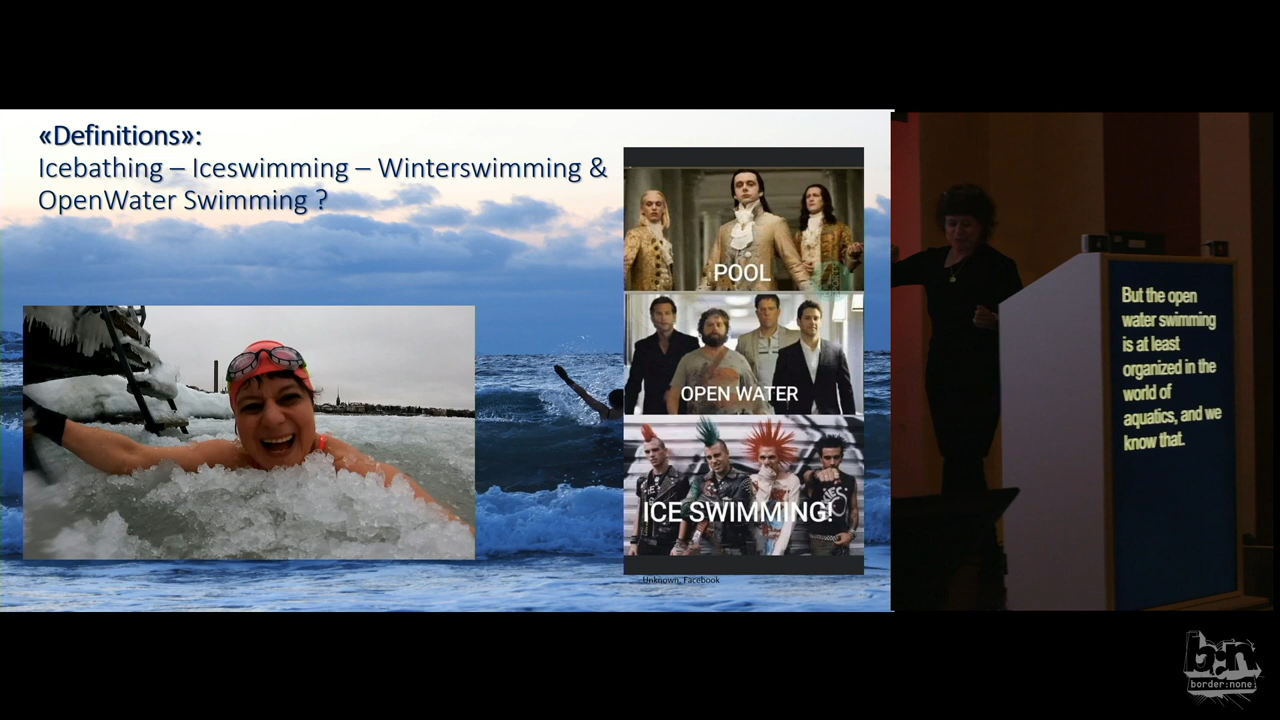 «Definitions»:
Icebathing – Iceswimming – Winterswimming &
OpenWater Swimming ?
POOL
OPEN WATER
ICE SWIMMING!
Unknown, Facebook
But the open
water swimming
is at least
organized in the
world of
aquatics, and we
know that.
b:n
border:none